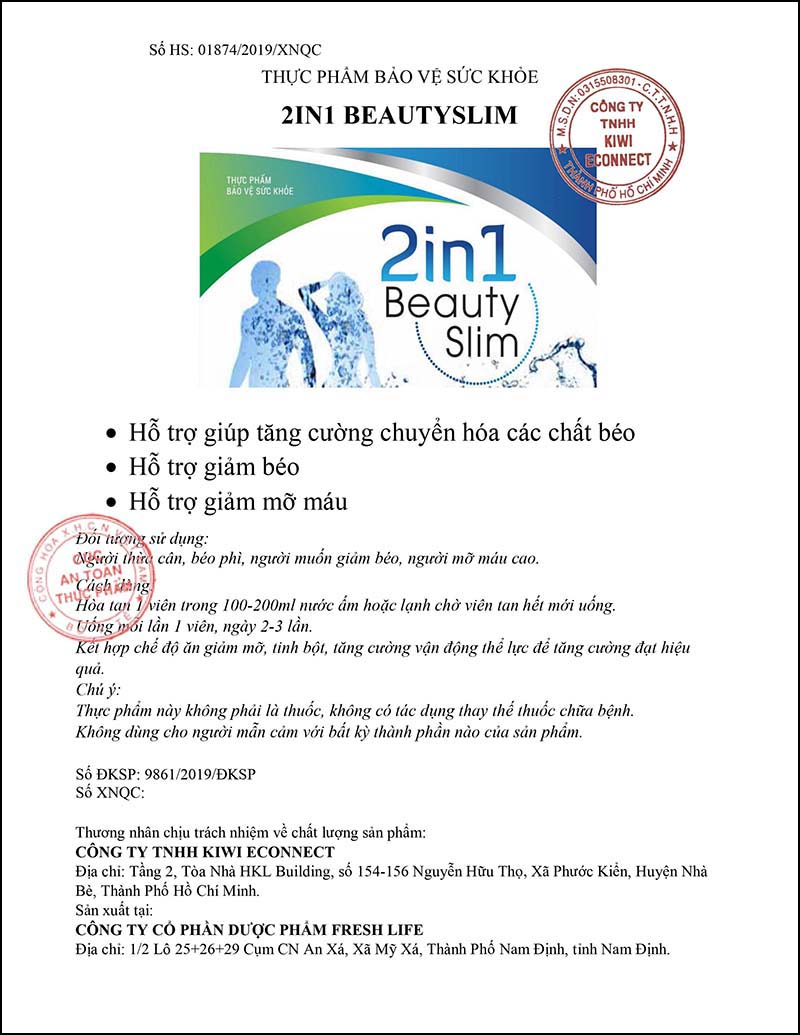 Số HS: 01874/2019/XNQC
THỰC PHẨM BẢO VỆ SỨC KHỎE
2IN1 BEAUTYSLIM
M.S.D.N:0315508301-C.T.T.N.H.H
CÔNG TY
TNHH
KIWI
ECONNECT
THÀNH PHỐ HỒ CHÍ MINH
THỰC PHẨM
BẢO VỆ SỨC KHỎE
2in1
Beauty
Slim
• Hỗ trợ giúp tăng cường chuyển hóa các chất béo
• Hỗ trợ giảm béo
• Hỗ trợ giảm mỡ máu
CỘNG HÒA X.H.C.N VIỆT NAM
CỤC
AN TOÀN
THỰC PHẨM
BỘ Y TẾ
Đối tượng sử dụng:
Người thừa cân, béo phì, người muốn giảm béo, người mỡ máu cao.
Cách dùng:
Hòa tan 1 viên trong 100-200ml nước ấm hoặc lạnh chờ viên tan hết mới uống.
Uống mỗi lần 1 viên, ngày 2-3 lần.
Kết hợp chế độ ăn giảm mỡ, tinh bột, tăng cường vận động thể lực để tăng cường đạt hiệu
quả.
Chú ý:
Thực phẩm này không phải là thuốc, không có tác dụng thay thế thuốc chữa bệnh.
Không dùng cho người mẫn cảm với bất kỳ thành phần nào của sản phẩm.
Số ĐKSP: 9861/2019/ĐKSP
Số XNQC:
Thương nhân chịu trách nhiệm về chất lượng sản phẩm:
CÔNG TY TNHH KIWI ECONNECT
Địa chỉ: Tầng 2, Tòa Nhà HKL Building, số 154-156 Nguyễn Hữu Thọ, Xã Phước Kiển, Huyện Nhà
Bè, Thành Phố Hồ Chí Minh.
Sản xuất tại:
CÔNG TY CỔ PHẦN DƯỢC PHẨM FRESH LIFE
Địa chỉ: 1/2 Lô 25+26+29 Cụm CN An Xá, Xã Mỹ Xá, Thành Phố Nam Định, tỉnh Nam Định.